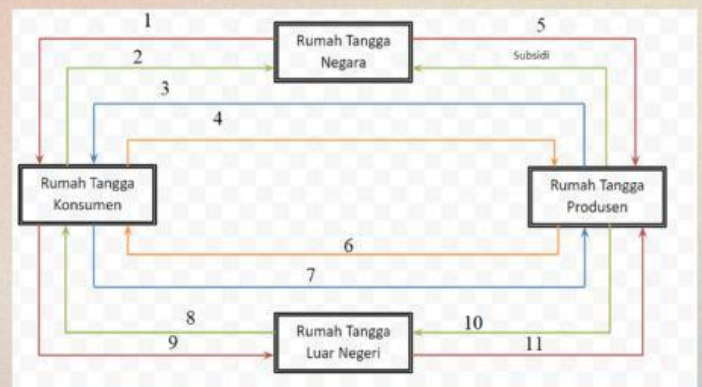 1
5
Rumah Tangga
Negara
2
Subsidi
3
4
Rumah Tangga
Konsumen
Rumah Tangga
Produsen
6
7
8
10
Rumah Tangga
Luar Negeri
9
11